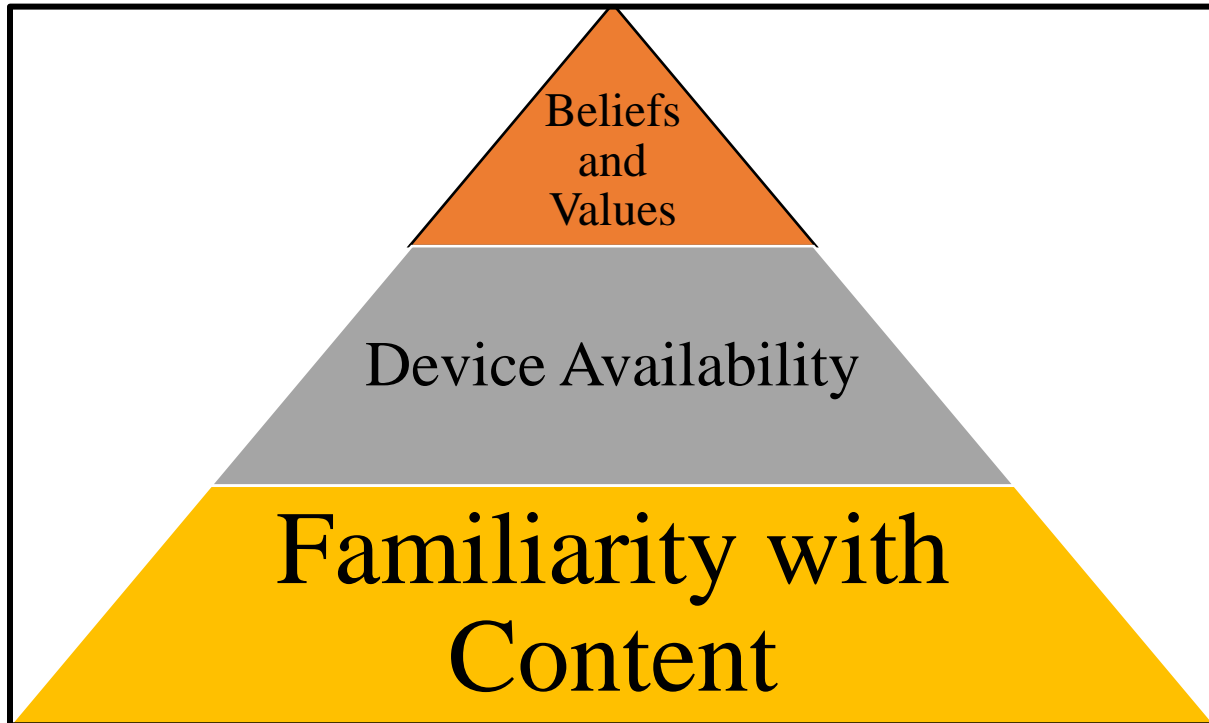 Beliefs
and
Values
Device Availability
Familiarity with
Content